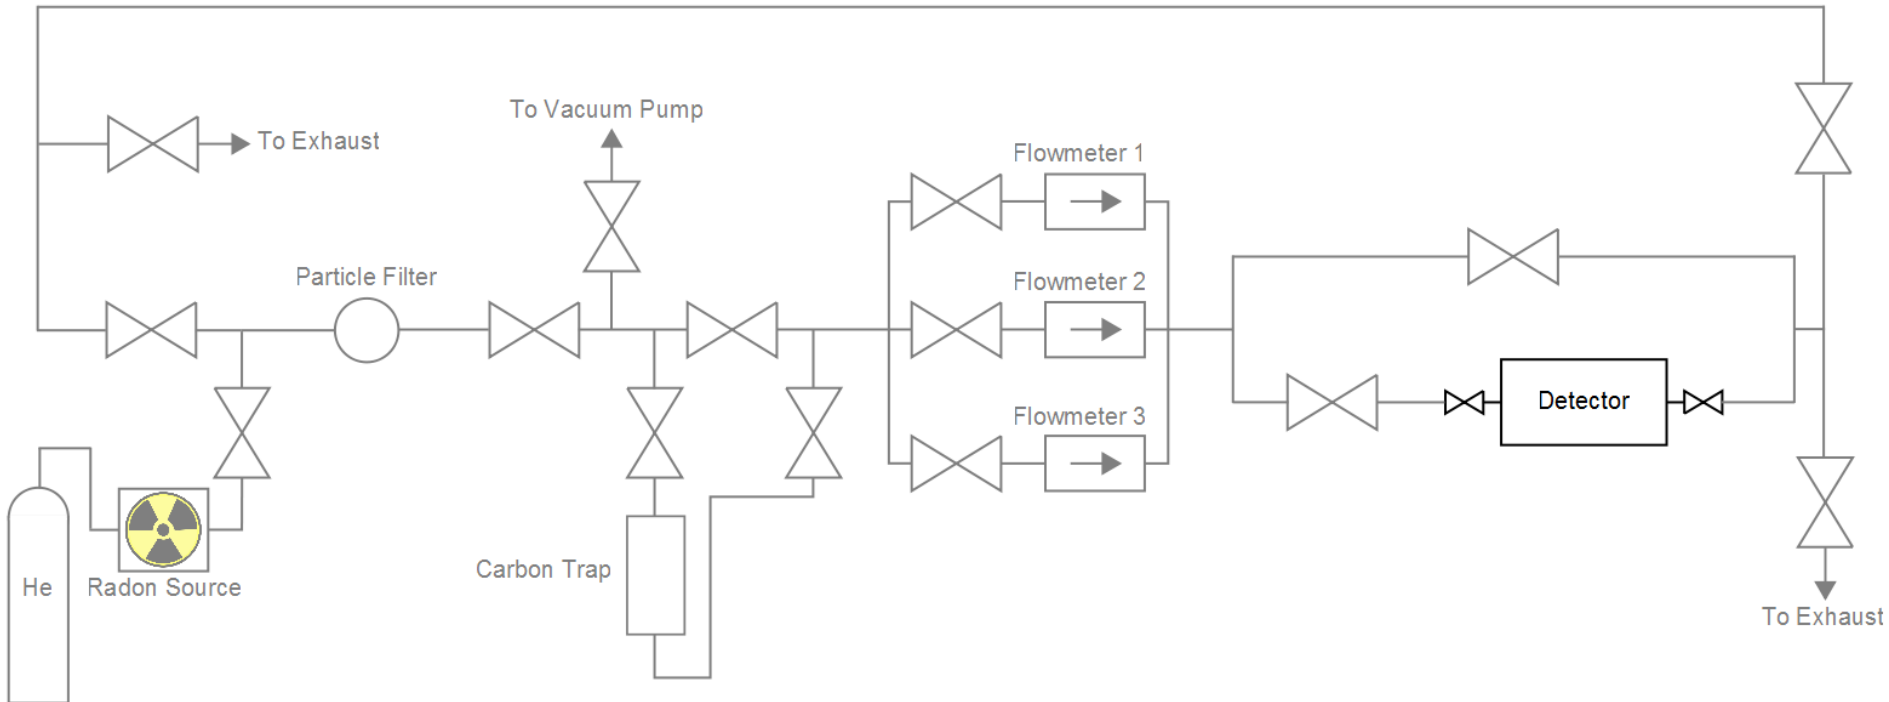 To Vacuum Pump
To Exhaust
Flowmeter 1
Particle Filter
Flowmeter 2
Detector
Flowmeter 3
Carbon Trap
He
Radon Source
To Exhaust